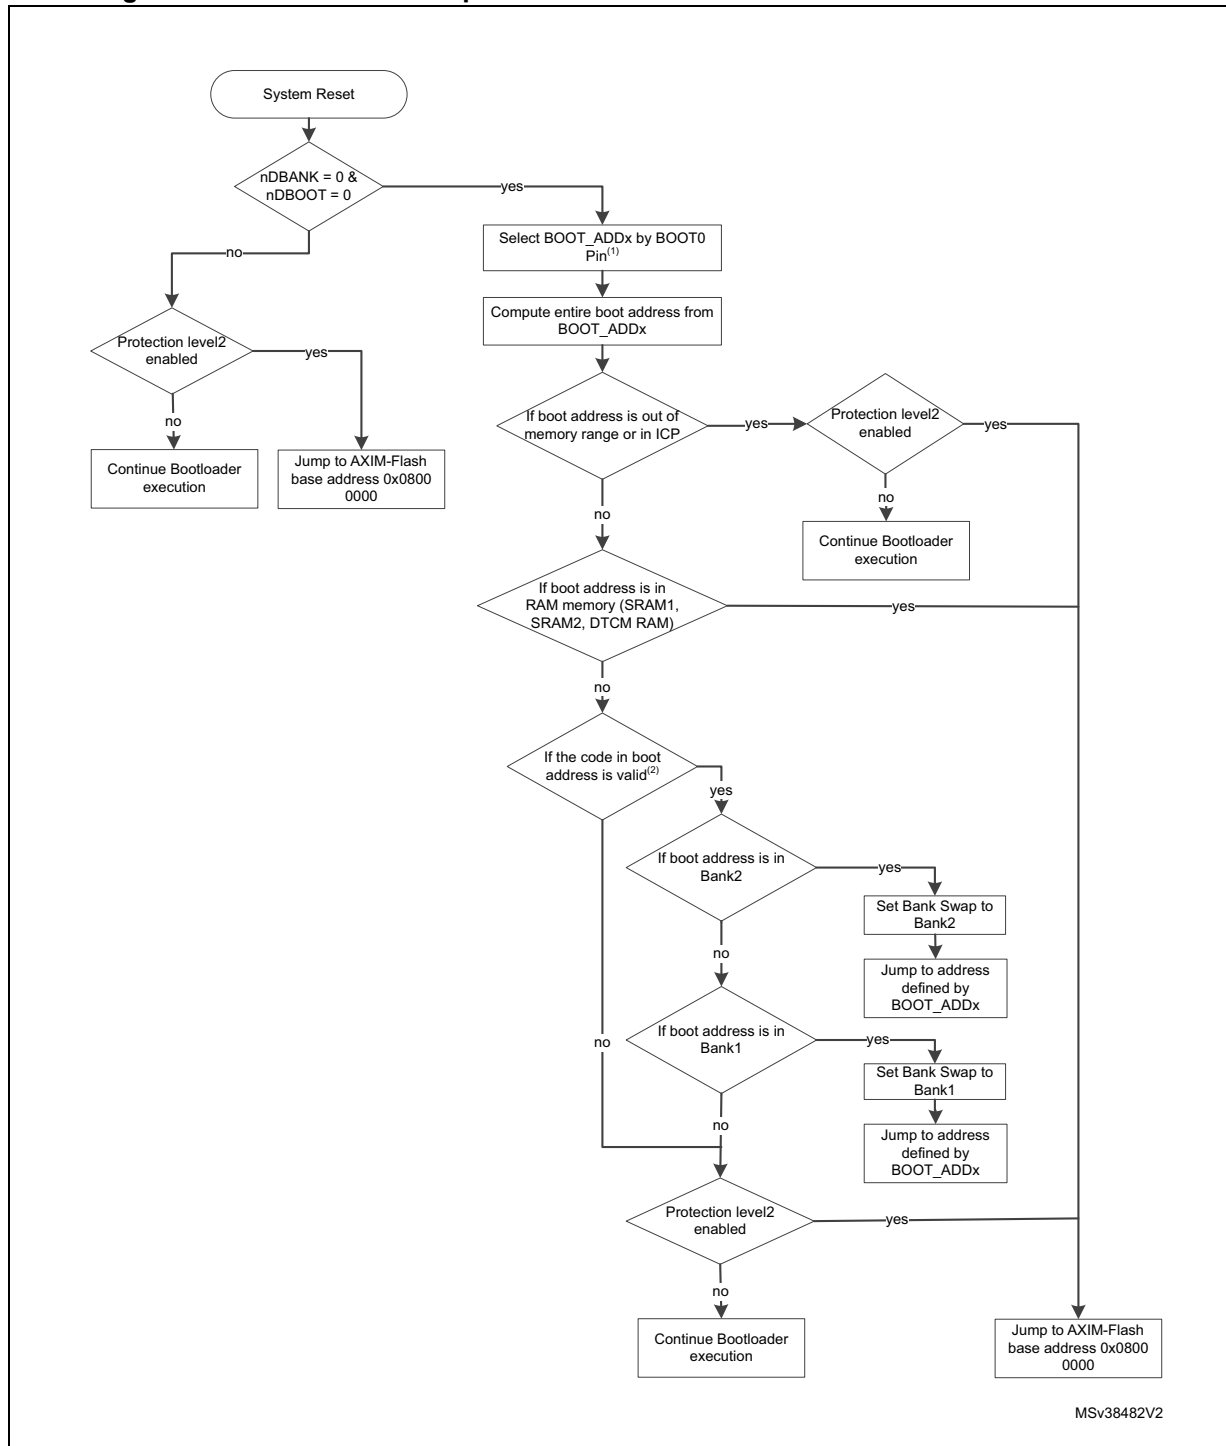 System Reset
nDBANK = 0 &
nDBOOT = 0
yes
no
Select BOOT_ADDx by BOOT0
Pin(1)
Compute entire boot address from
BOOT_ADDx
Protection level2
enabled
yes
no
Continue Bootloader
execution
Jump to AXIM-Flash
base address 0x0800
0000
If boot address is out of
memory range or in ICP
yes
Protection level2
enabled
yes
no
Continue Bootloader
execution
no
If boot address is in
RAM memory (SRAM1,
SRAM2, DTCM RAM)
yes
no
If the code in boot
address is valid(2)
yes
If boot address is in
Bank2
yes
Set Bank Swap to
Bank2
Jump to address
defined by
BOOT_ADDx
no
If boot address is in
Bank1
yes
Set Bank Swap to
Bank1
Jump to address
defined by
BOOT_ADDx
no
no
Protection level2
enabled
yes
no
Continue Bootloader
execution
Jump to AXIM-Flash
base address 0x0800
0000
MSv38482V2